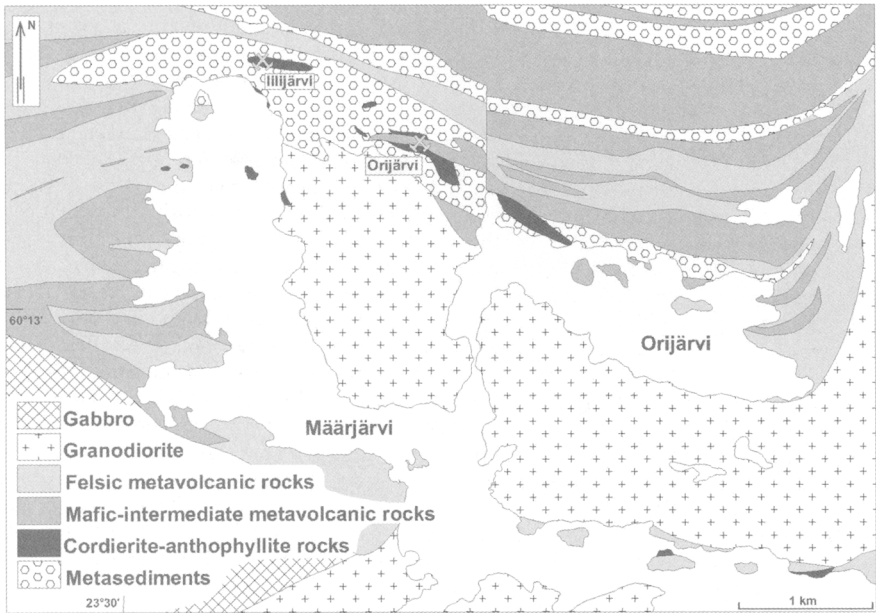 N
Iilijärvi
Orijärvi
60°13'
Orijärvi
Määrjärvi
Gabbro
Granodiorite
Felsic metavolcanic rocks
Mafic-intermediate metavolcanic rocks
Cordierite-anthophyllite rocks
Metasediments
23°30'
1 km